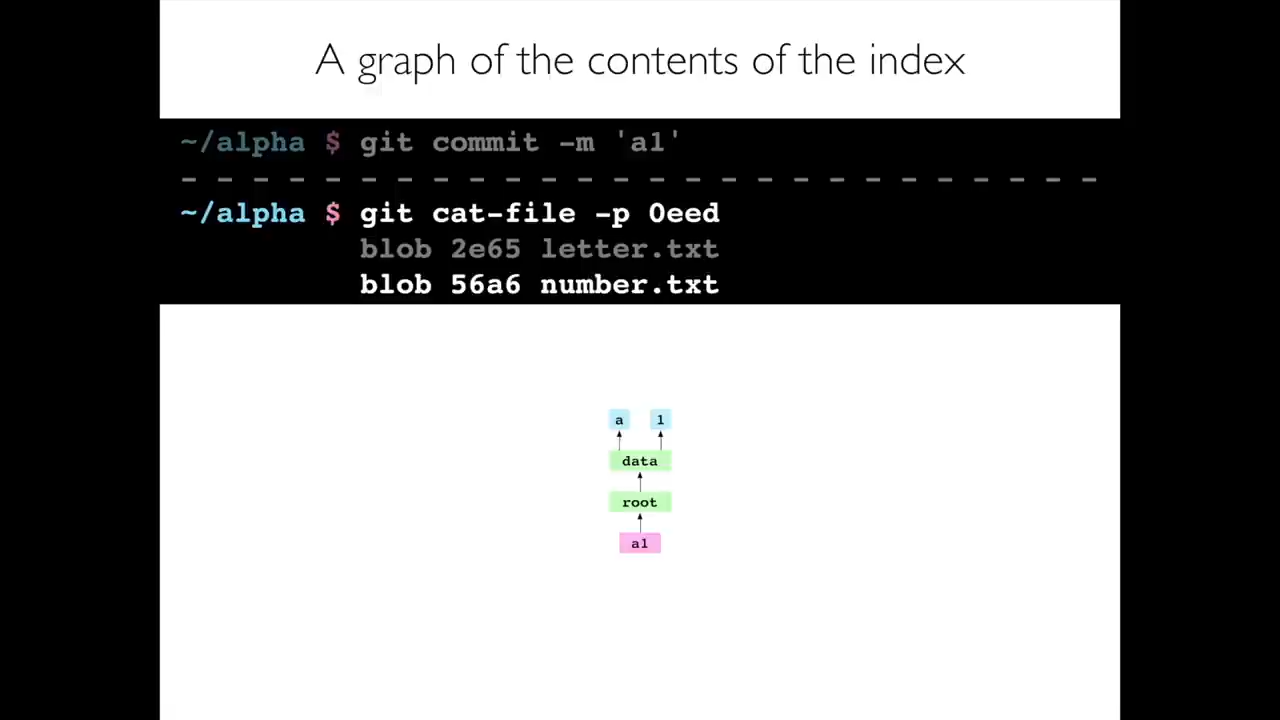 A graph of the contents of the index
~/alpha $ git commit -m 'a1'
- - - - - - - - - - - - - - - - - - - - - - - - - -
~/alpha $ git cat-file -p 0eed
blob 2e65 letter.txt
blob 56a6 number.txt
a 1
data
root
a1